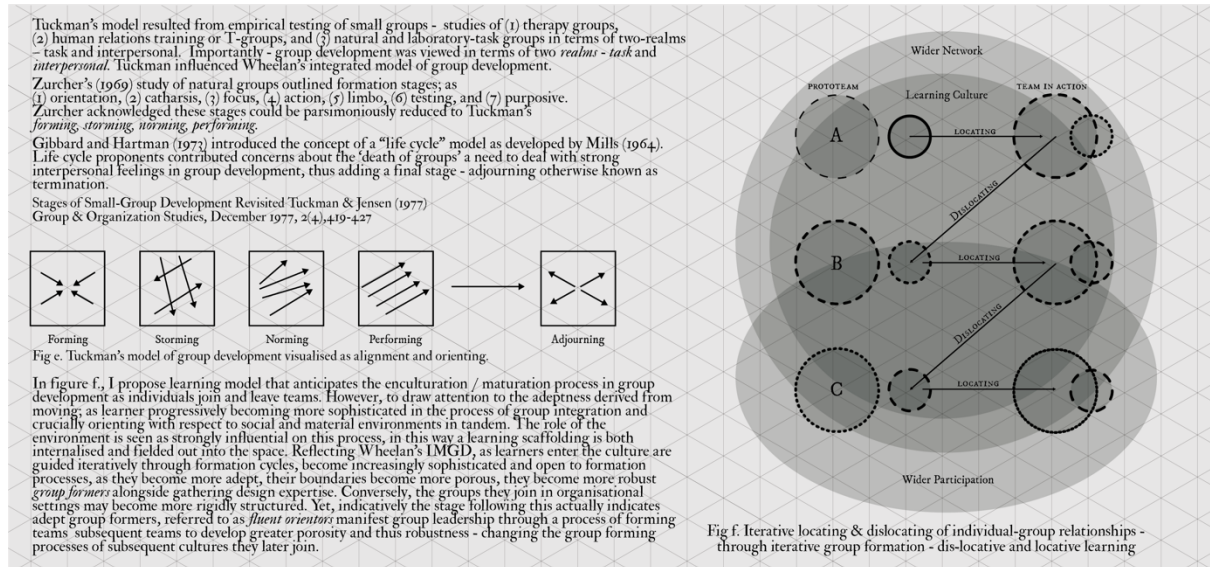 Tuckman's model resulted from empirical testing of small groups - studies of (1) therapy groups,
(2) human relations training or T-groups, and (3) natural and laboratory-task groups in terms of two-realms
– task and interpersonal. Importantly - group development was viewed in terms of two realms - task and
interpersonal. Tuckman influenced Wheelan's integrated model of group development.
Zurcher's (1969) study of natural groups outlined formation stages; as
(1) orientation, (2) catharsis, (3) focus, (4) action, (5) limbo, (6) testing, and (7) purposive.
Zurcher acknowledged these stages could be parsimoniously reduced to Tuckman's
forming, storming, norming, performing.
Gibbard and Hartman (1973) introduced the concept of a "life cycle" model as developed by Mills (1964).
Life cycle proponents contributed concerns about the 'death of groups' a need to deal with strong
interpersonal feelings in group development, thus adding a final stage - adjourning otherwise known as
termination.
Stages of Small-Group Development Revisited Tuckman & Jensen (1977)
Group & Organization Studies, December 1977, 2(4),419-427
Forming Storming Norming Performing Adjourning
Fig e. Tuckman's model of group development visualised as alignment and orienting.
In figure f., I propose learning model that anticipates the enculturation / maturation process in group
development as individuals join and leave teams. However, to draw attention to the adeptness derived from
moving; as learner progressively becoming more sophisticated in the process of group integration and
crucially orienting with respect to social and material environments in tandem. The role of the
environment is seen as strongly influential on this process, in this way a learning scaffolding is both
internalised and fielded out into the space. Reflecting Wheelan's IMGD, as learners enter the culture are
guided iteratively through formation cycles, become increasingly sophisticated and open to formation
processes, as they become more adept, their boundaries become more porous, they become more robust
group formers alongside gathering design expertise. Conversely, the groups they join in organisational
settings may become more rigidly structured. Yet, indicatively the stage following this actually indicates
adept group formers, referred to as fluent orientors manifest group leadership through a process of forming
teams subsequent teams to develop greater porosity and thus robustness - changing the group forming
processes of subsequent cultures they later join.
Wider Network
PROTOTEAM
Learning Culture
TEAM IN ACTION
A
LOCATING
DISLOCATING
B
LOCATING
DISLOCATING
C
LOCATING
Wider Participation
Fig f. Iterative locating & dislocating of individual-group relationships -
through iterative group formation - dis-locative and locative learning